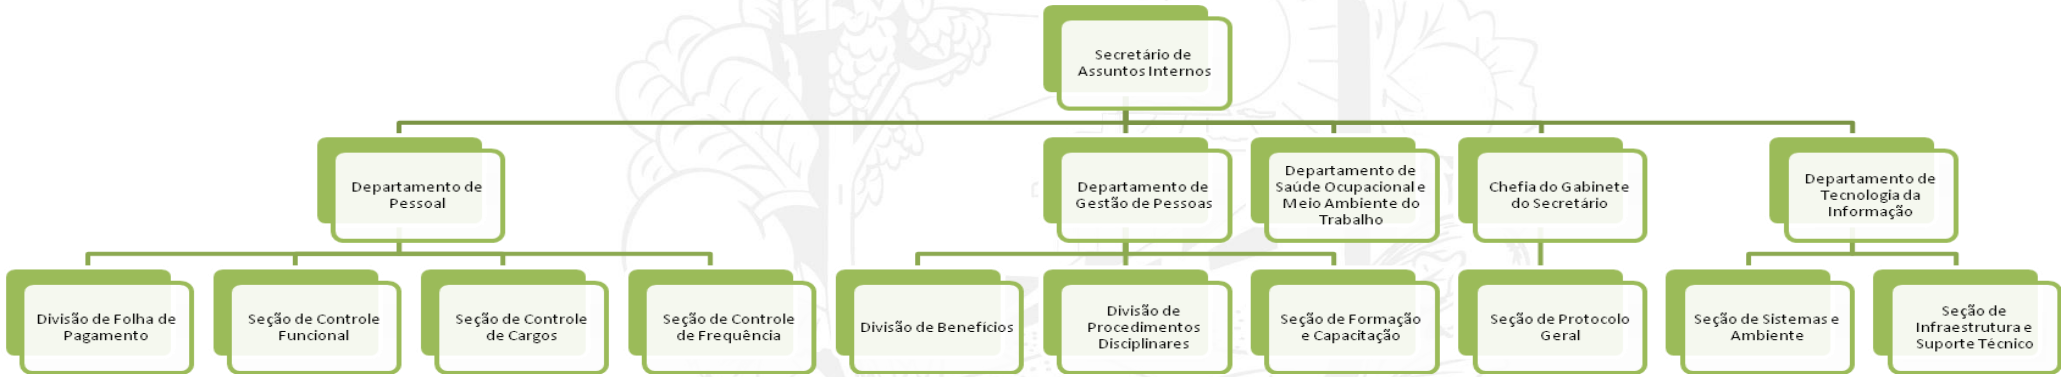 Secretário de
Assuntos Internos
Departamento de
Pessoal
Departamento de
Gestão de Pessoas
Departamento de
Saúde Ocupacional e
Meio Ambiente do
Trabalho
Chefia do Gabinete
do Secretário
Departamento de
Tecnologia da
Informação
Divisão de Folha de
Pagamento
Seção de Controle
Funcional
Seção de Controle
de Cargos
Seção de Controle
de Frequência
Divisão de Benefícios
Divisão de
Procedimentos
Disciplinares
Seção de Formação
e Capacitação
Seção de Protocolo
Geral
Seção de Sistemas e
Ambiente
Seção de
Infraestrutura e
Suporte Técnico